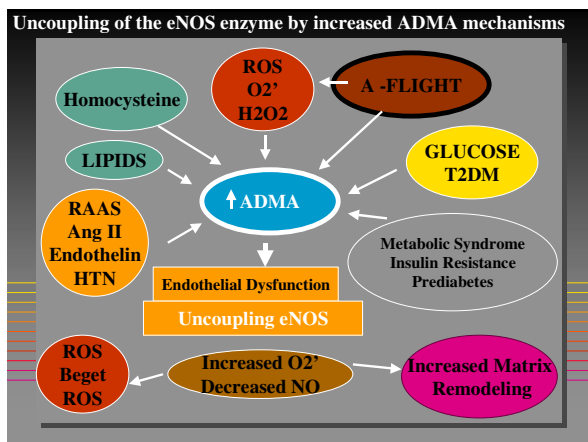 Uncoupling of the eNOS enzyme by increased ADMA mechanisms
ROS
O2'
H2O2
A -FLIGHT
Homocysteine
LIPIDS
GLUCOSE
T2DM
ADMA
RAAS
Ang II
Endothelin
HTN
Metabolic Syndrome
Insulin Resistance
Prediabetes
Endothelial Dysfunction
Uncoupling eNOS
ROS
Beget
ROS
Increased O2'
Decreased NO
Increased Matrix
Remodeling